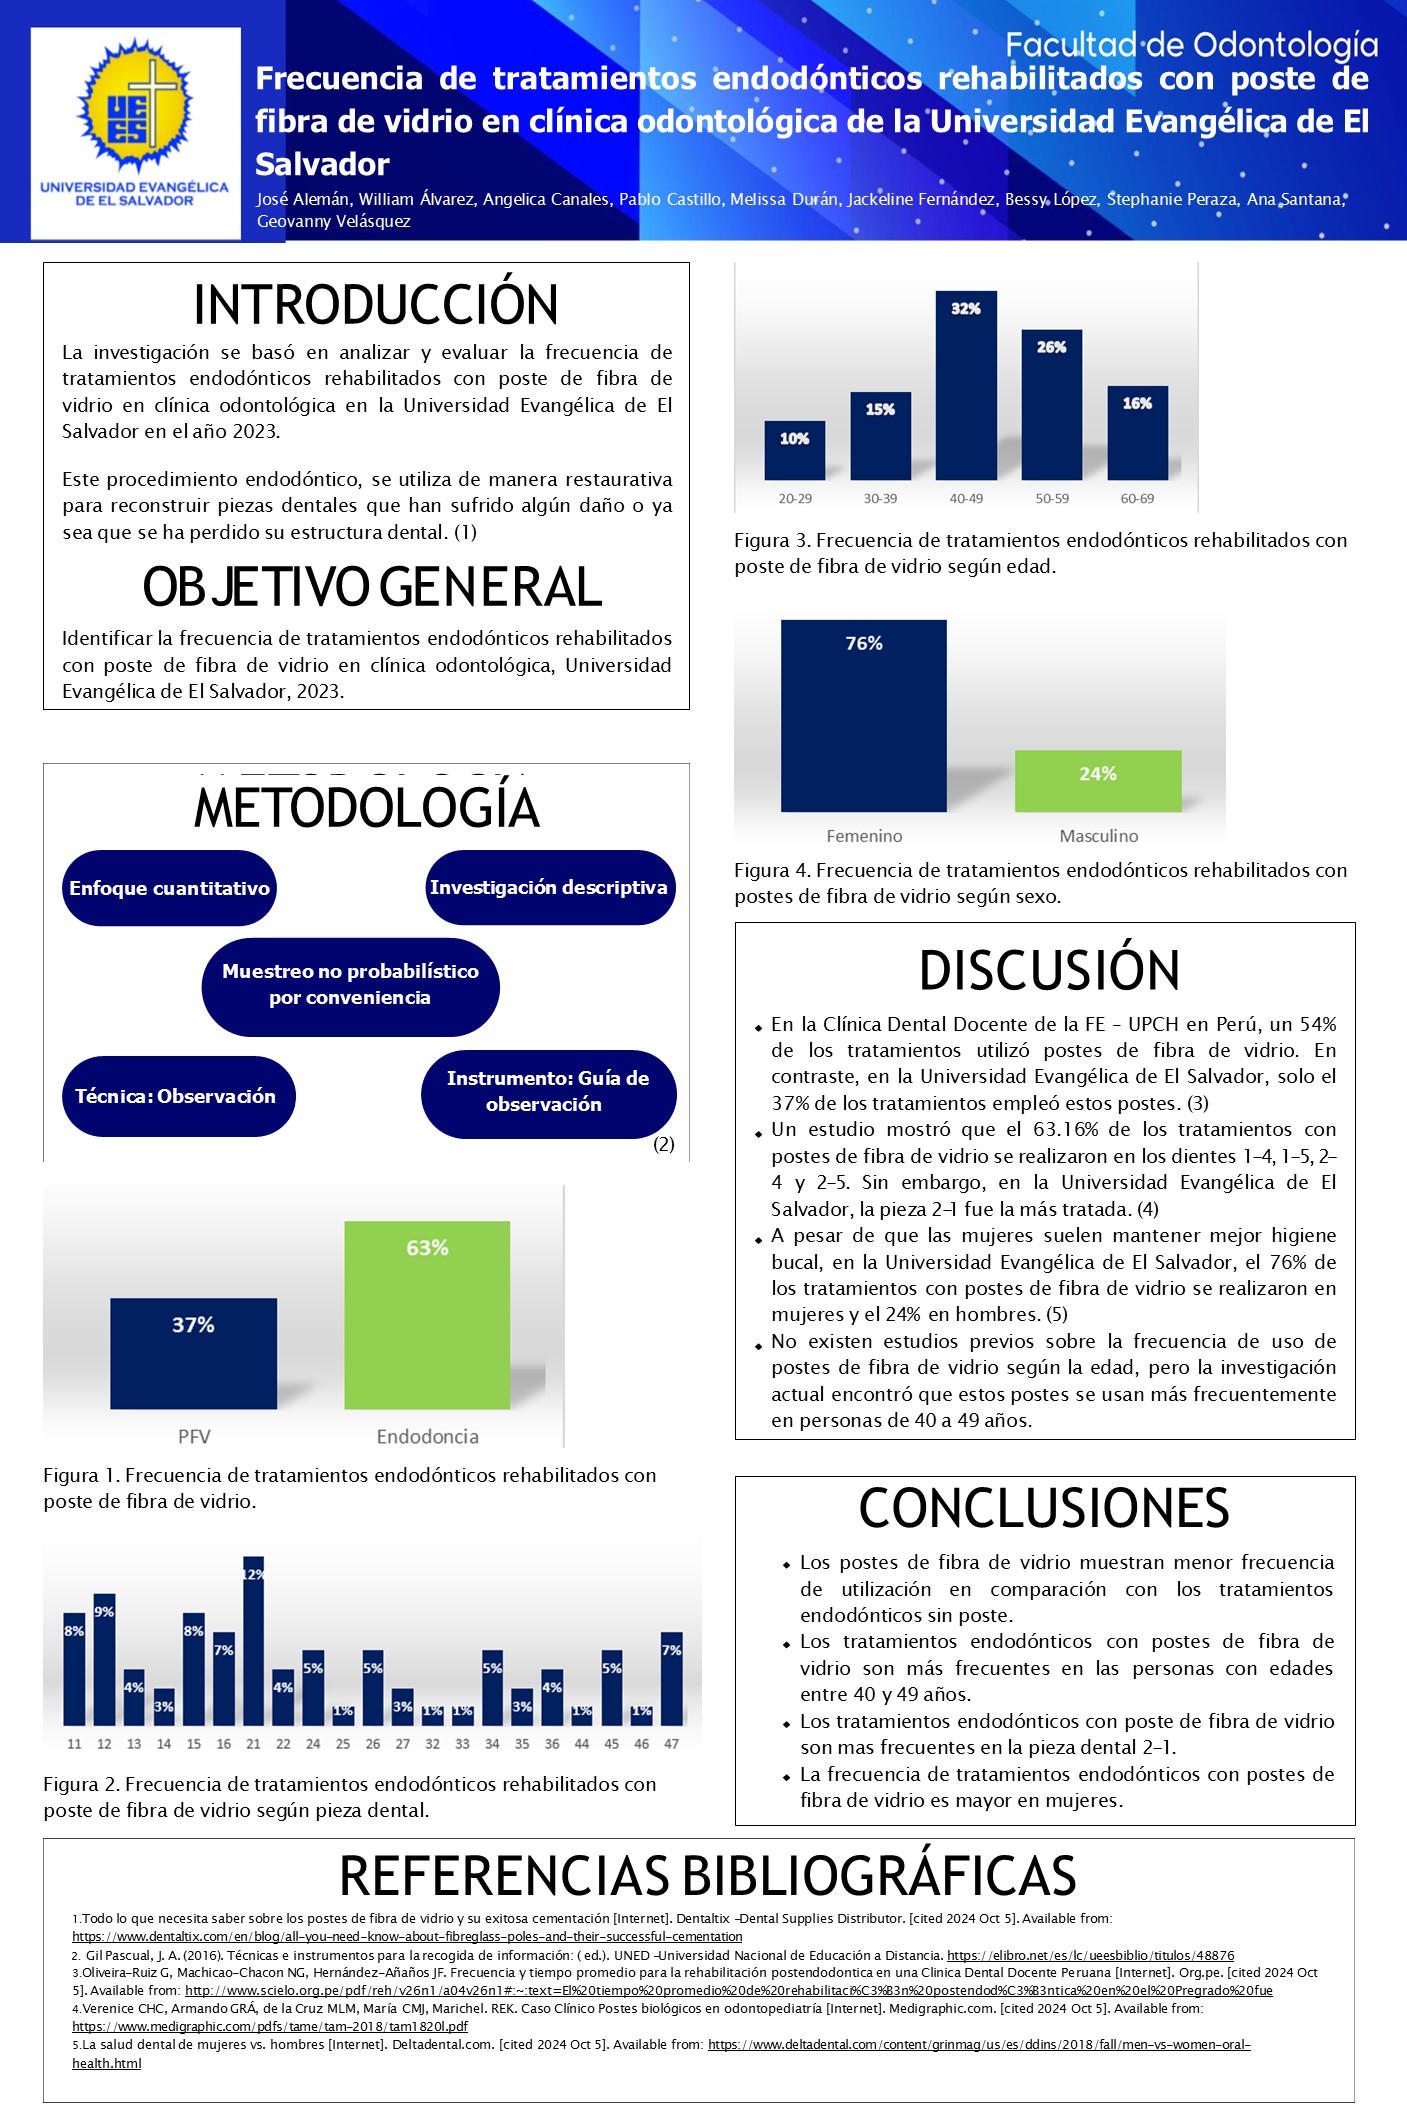 Facultad de Odontología
UE
ES
UNIVERSIDAD EVANGÉLICA
DE EL SALVADOR
Frecuencia de tratamientos endodónticos rehabilitados con poste de
fibra de vidrio en clínica odontológica de la Universidad Evangélica de El
Salvador
José Alemán, William Álvarez, Angelica Canales, Pablo Castillo, Melissa Durán, Jackeline Fernández, Bessy López, Stephanie Peraza, Ana Santana,
Geovanny Velásquez
INTRODUCCIÓN
La investigación se basó en analizar y evaluar la frecuencia de
tratamientos endodónticos rehabilitados con poste de fibra de
vidrio en clínica odontológica en la Universidad Evangélica de El
Salvador en el año 2023.
Este procedimiento endodóntico, se utiliza de manera restaurativa
para reconstruir piezas dentales que han sufrido algún daño o ya
sea que se ha perdido su estructura dental. (1)
OBJETIVO GENERAL
Identificar la frecuencia de tratamientos endodónticos rehabilitados
con poste de fibra de vidrio en clínica odontológica, Universidad
Evangélica de El Salvador, 2023.
METODOLOGÍA
Enfoque cuantitativo
Investigación descriptiva
Muestreo no probabilístico
por conveniencia
Técnica: Observación
Instrumento: Guía de
observación
(2)
37%
63%
PFV Endodoncia
Figura 1. Frecuencia de tratamientos endodónticos rehabilitados con
poste de fibra de vidrio.
8% 9% 4% 3% 8% 7% 12% 4% 5% 1% 5% 3% 1% 1% 5% 3% 4% 1% 5% 1% 7%
11 12 13 14 15 16 21 22 24 25 26 27 32 33 34 35 36 44 45 46 47
Figura 2. Frecuencia de tratamientos endodónticos rehabilitados con
poste de fibra de vidrio según pieza dental.
10% 15% 32% 26% 16%
20-29 30-39 40-49 50-59 60-69
Figura 3. Frecuencia de tratamientos endodónticos rehabilitados con
poste de fibra de vidrio según edad.
76%
24%
Femenino Masculino
Figura 4. Frecuencia de tratamientos endodónticos rehabilitados con
postes de fibra de vidrio según sexo.
DISCUSIÓN
◆ En la Clínica Dental Docente de la FE – UPCH en Perú, un 54%
de los tratamientos utilizó postes de fibra de vidrio. En
contraste, en la Universidad Evangélica de El Salvador, solo el
37% de los tratamientos empleó estos postes. (3)
◆ Un estudio mostró que el 63.16% de los tratamientos con
postes de fibra de vidrio se realizaron en los dientes 1-4, 1-5, 2-
4 y 2-5. Sin embargo, en la Universidad Evangélica de El
Salvador, la pieza 2-1 fue la más tratada. (4)
◆ A pesar de que las mujeres suelen mantener mejor higiene
bucal, en la Universidad Evangélica de El Salvador, el 76% de
los tratamientos con postes de fibra de vidrio se realizaron en
mujeres y el 24% en hombres. (5)
◆ No existen estudios previos sobre la frecuencia de uso de
postes de fibra de vidrio según la edad, pero la investigación
actual encontró que estos postes se usan más frecuentemente
en personas de 40 a 49 años.
CONCLUSIONES
◆ Los postes de fibra de vidrio muestran menor frecuencia
de utilización en comparación con los tratamientos
endodónticos sin poste.
◆ Los tratamientos endodónticos con postes de fibra de
vidrio son más frecuentes en las personas con edades
entre 40 y 49 años.
◆ Los tratamientos endodónticos con poste de fibra de vidrio
son mas frecuentes en la pieza dental 2-1.
◆ La frecuencia de tratamientos endodónticos con postes de
fibra de vidrio es mayor en mujeres.
REFERENCIAS BIBLIOGRÁFICAS
1.Todo lo que necesita saber sobre los postes de fibra de vidrio y su exitosa cementación [Internet]. Dentaltix -Dental Supplies Distributor. [cited 2024 Oct 5]. Available from:
https://www.dentaltix.com/en/blog/all-you-need-know-about-fibreglass-poles-and-their-successful-cementation
2. Gil Pascual, J. A. (2016). Técnicas e instrumentos para la recogida de información: ( ed.). UNED -Universidad Nacional de Educación a Distancia. https://elibro.net/es/lc/ueesbiblio/titulos/48876
3.Oliveira-Ruiz G, Machicao-Chacon NG, Hernández-Añaños JF. Frecuencia y tiempo promedio para la rehabilitación postendodontica en una Clinica Dental Docente Peruana [Internet]. Org.pe. [cited 2024 Oct
5]. Available from: http://www.scielo.org.pe/pdf/reh/v26n1/a04v26n1#:~:text=El%20tiempo%20promedio%20de%20rehabilitaci%C3%B3n%20postendod%C3%B3ntica%20en%20el%20Pregrado%20fue
4.Verenice CHC, Armando GRÁ, de la Cruz MLM, María CMJ, Marichel. REK. Caso Clínico Postes biológicos en odontopediatría [Internet]. Medigraphic.com. [cited 2024 Oct 5]. Available from:
https://www.medigraphic.com/pdfs/tame/tam-2018/tam1820l.pdf
5.La salud dental de mujeres vs. hombres [Internet]. Deltadental.com. [cited 2024 Oct 5]. Available from: https://www.deltadental.com/content/grinmag/us/es/ddins/2018/fall/men-vs-women-oral-
health.html